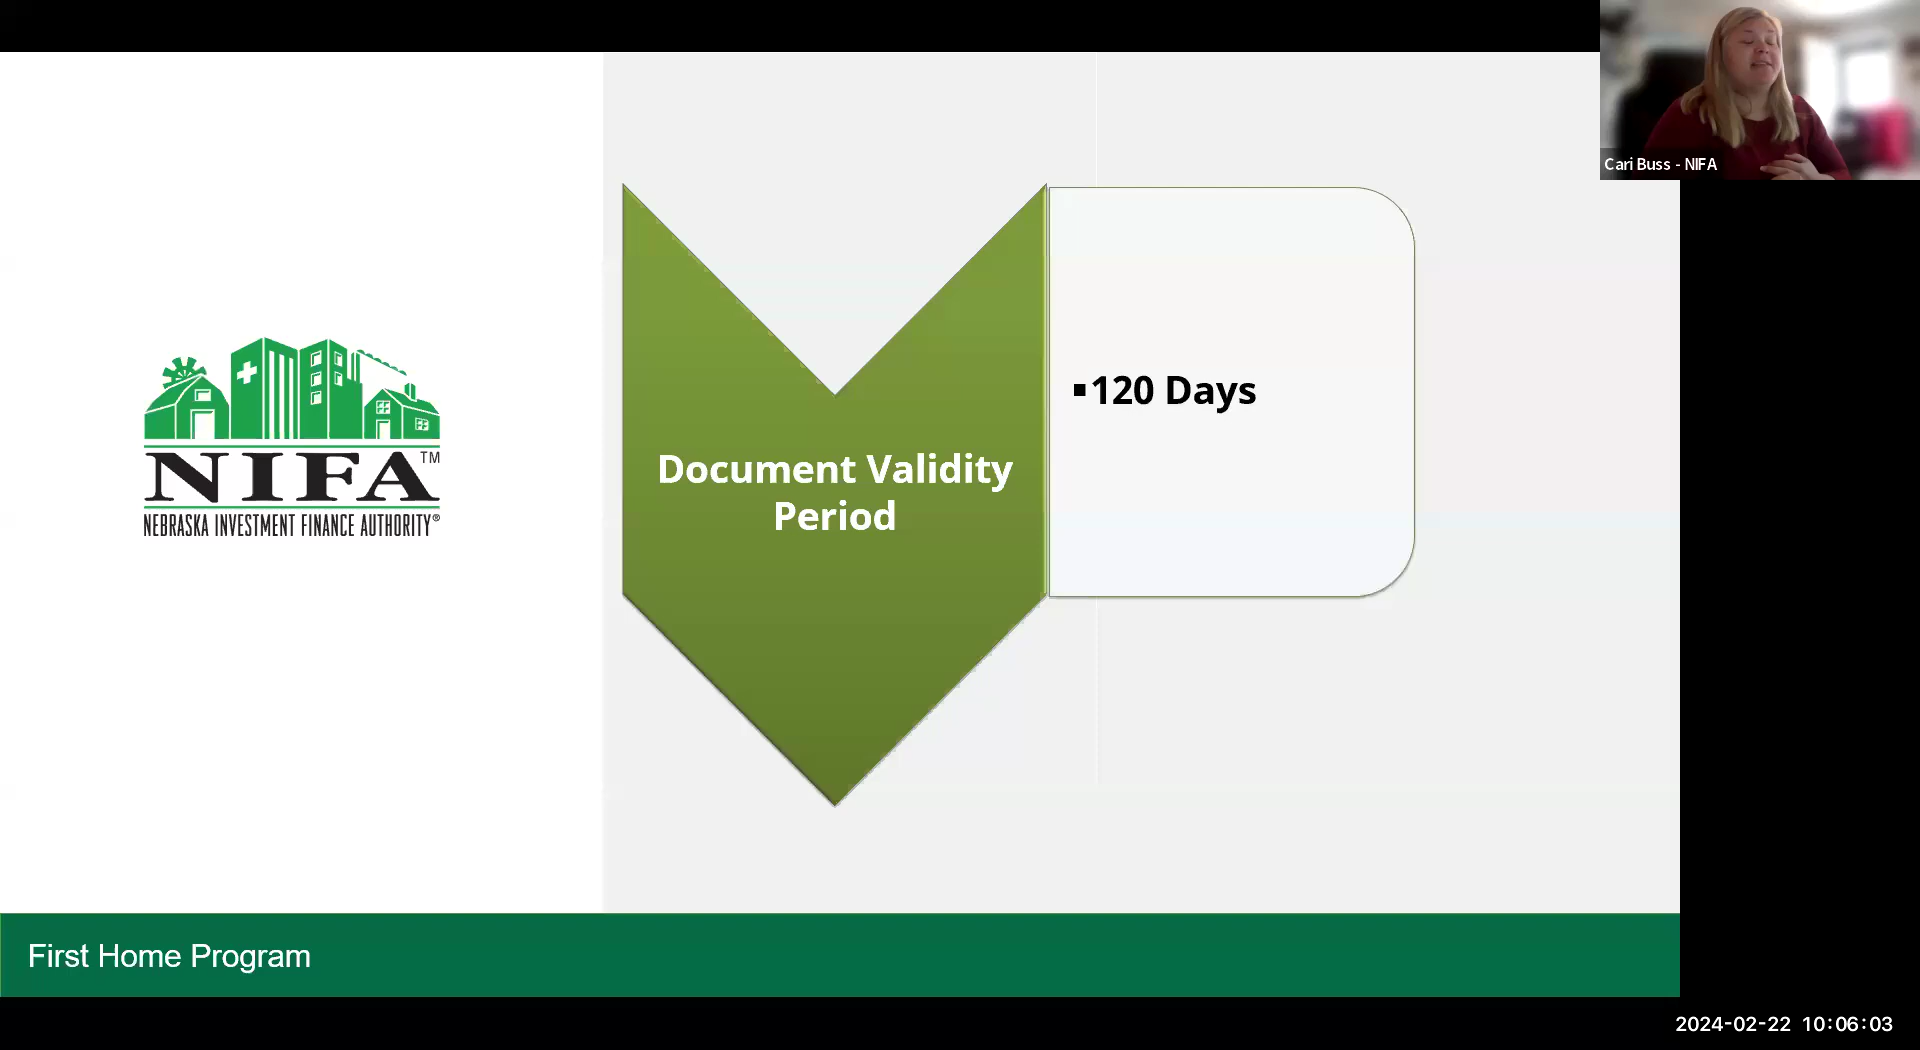 Cari Buss - NIFA
NIFA™
NEBRASKA INVESTMENT FINANCE AUTHORITY®
Document Validity
Period
▪120 Days
First Home Program
2024-02-22 10:06:03